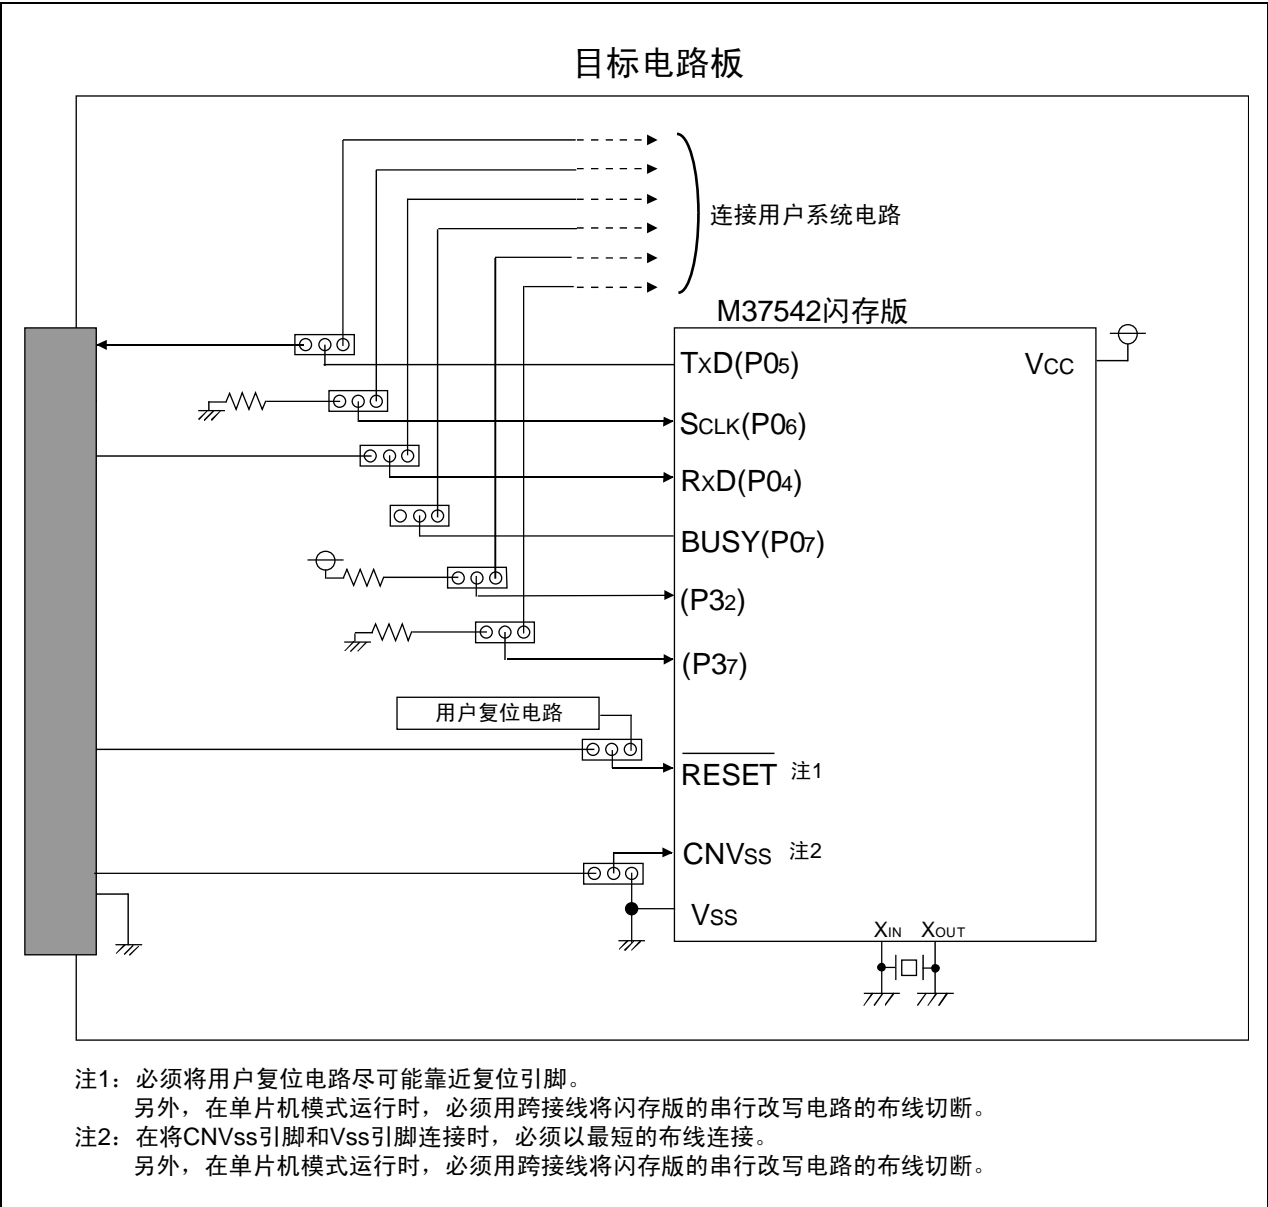 目标电路板
连接用户系统电路
M37542闪存版
TxD(P05)
VCC
SCLK(P06)
RxD(P04)
BUSY(P07)
(P32)
(P37)
用户复位电路
RESET 注1
CNVss 注2
Vss
XIN XOUT
注1：必须将用户复位电路尽可能靠近复位引脚。
另外，在单片机模式运行时，必须用跨接线将闪存版的串行改写电路的布线切断。
注2：在将CNVss引脚和Vss引脚连接时，必须以最短的布线连接。
另外，在单片机模式运行时，必须用跨接线将闪存版的串行改写电路的布线切断。